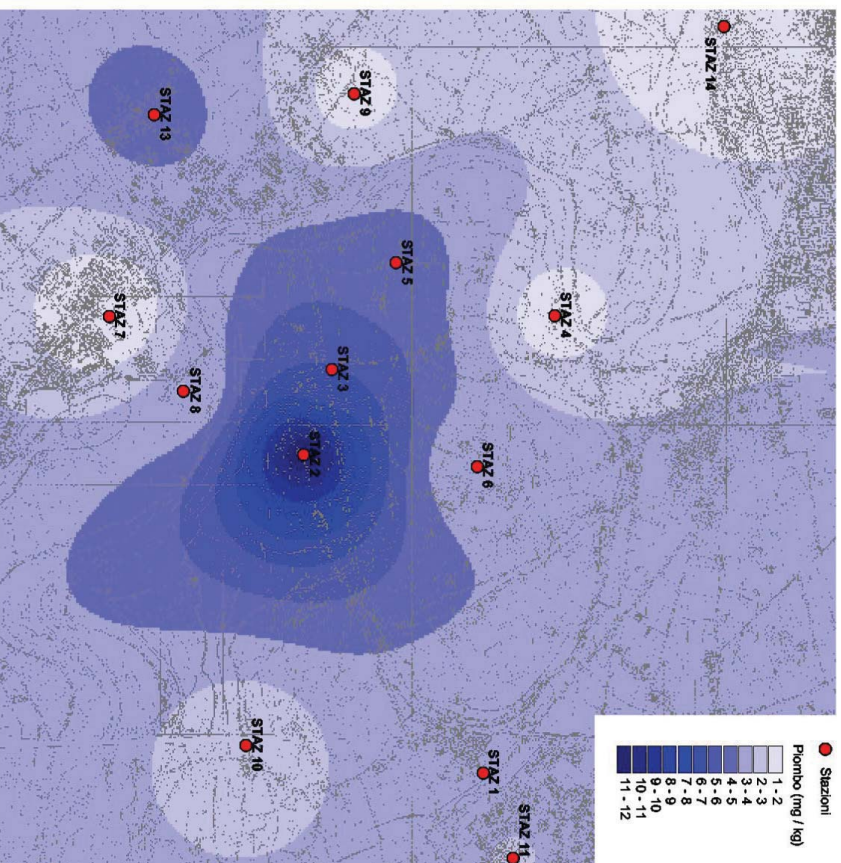 Stazioni
Piombo (mg / kg)
1 - 2
2 - 3
3 - 4
4 - 5
5 - 6
6 - 7
7 - 8
8 - 9
9 - 10
10 - 11
11 - 12
STAZ 14
STAZ 4
STAZ 11
STAZ 1
STAZ 6
STAZ 5
STAZ 9
STAZ 3
STAZ 2
STAZ 10
STAZ 8
STAZ 13
STAZ 7